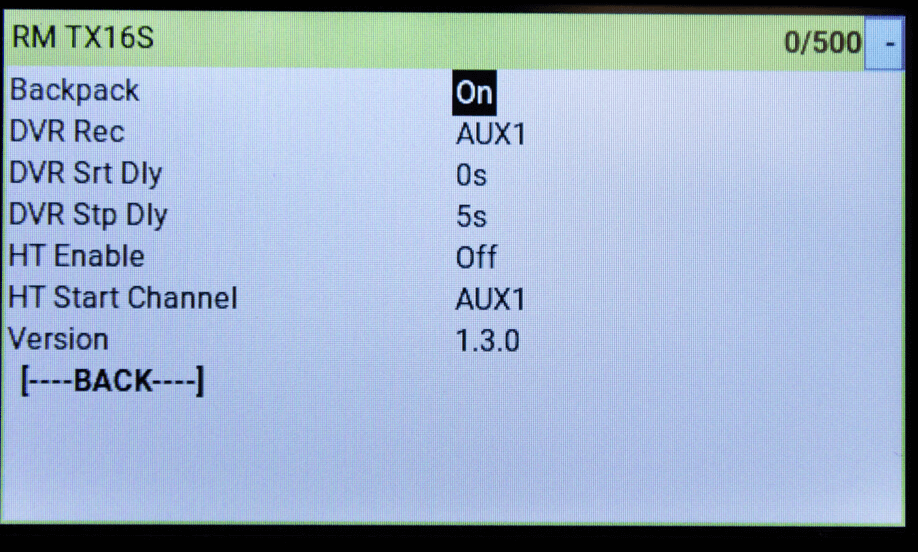 RM TX16S 0/500 -
Backpack On
DVR Rec AUX1
DVR Srt Dly 0s
DVR Stp Dly 5s
HT Enable Off
HT Start Channel AUX1
Version 1.3.0
[----BACK----]